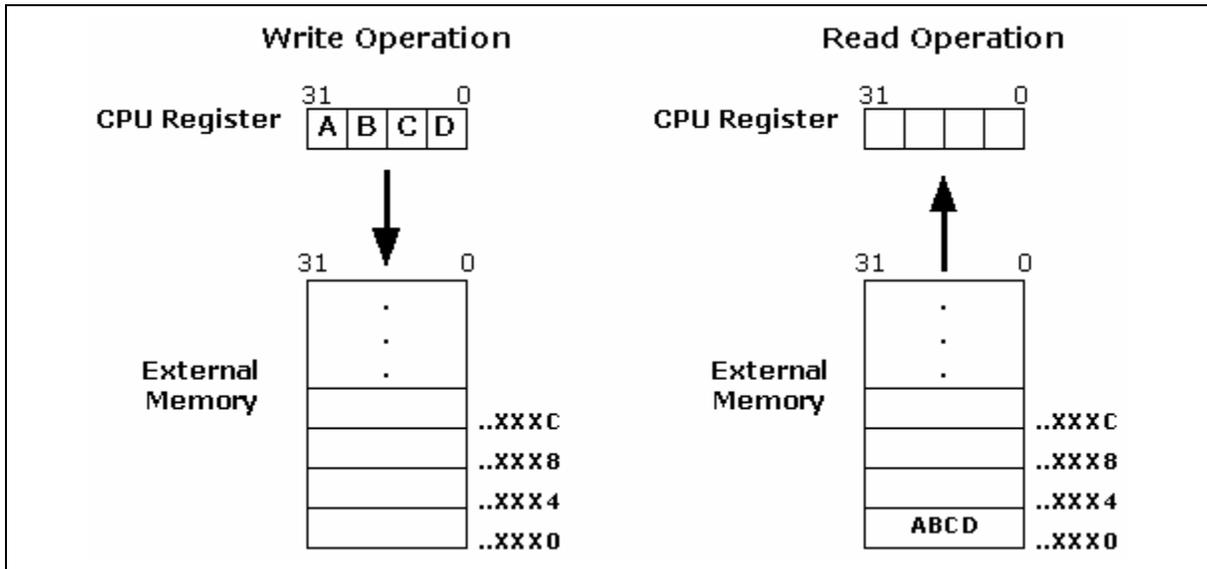 Write Operation
31 0
CPU Register A B C D
31 0
.
.
.
External
Memory
..XXXC
..XXX8
..XXX4
..XXX0
Read Operation
31 0
CPU Register
31 0
.
.
.
External
Memory
..XXXC
..XXX8
..XXX4
ABCD
..XXX0